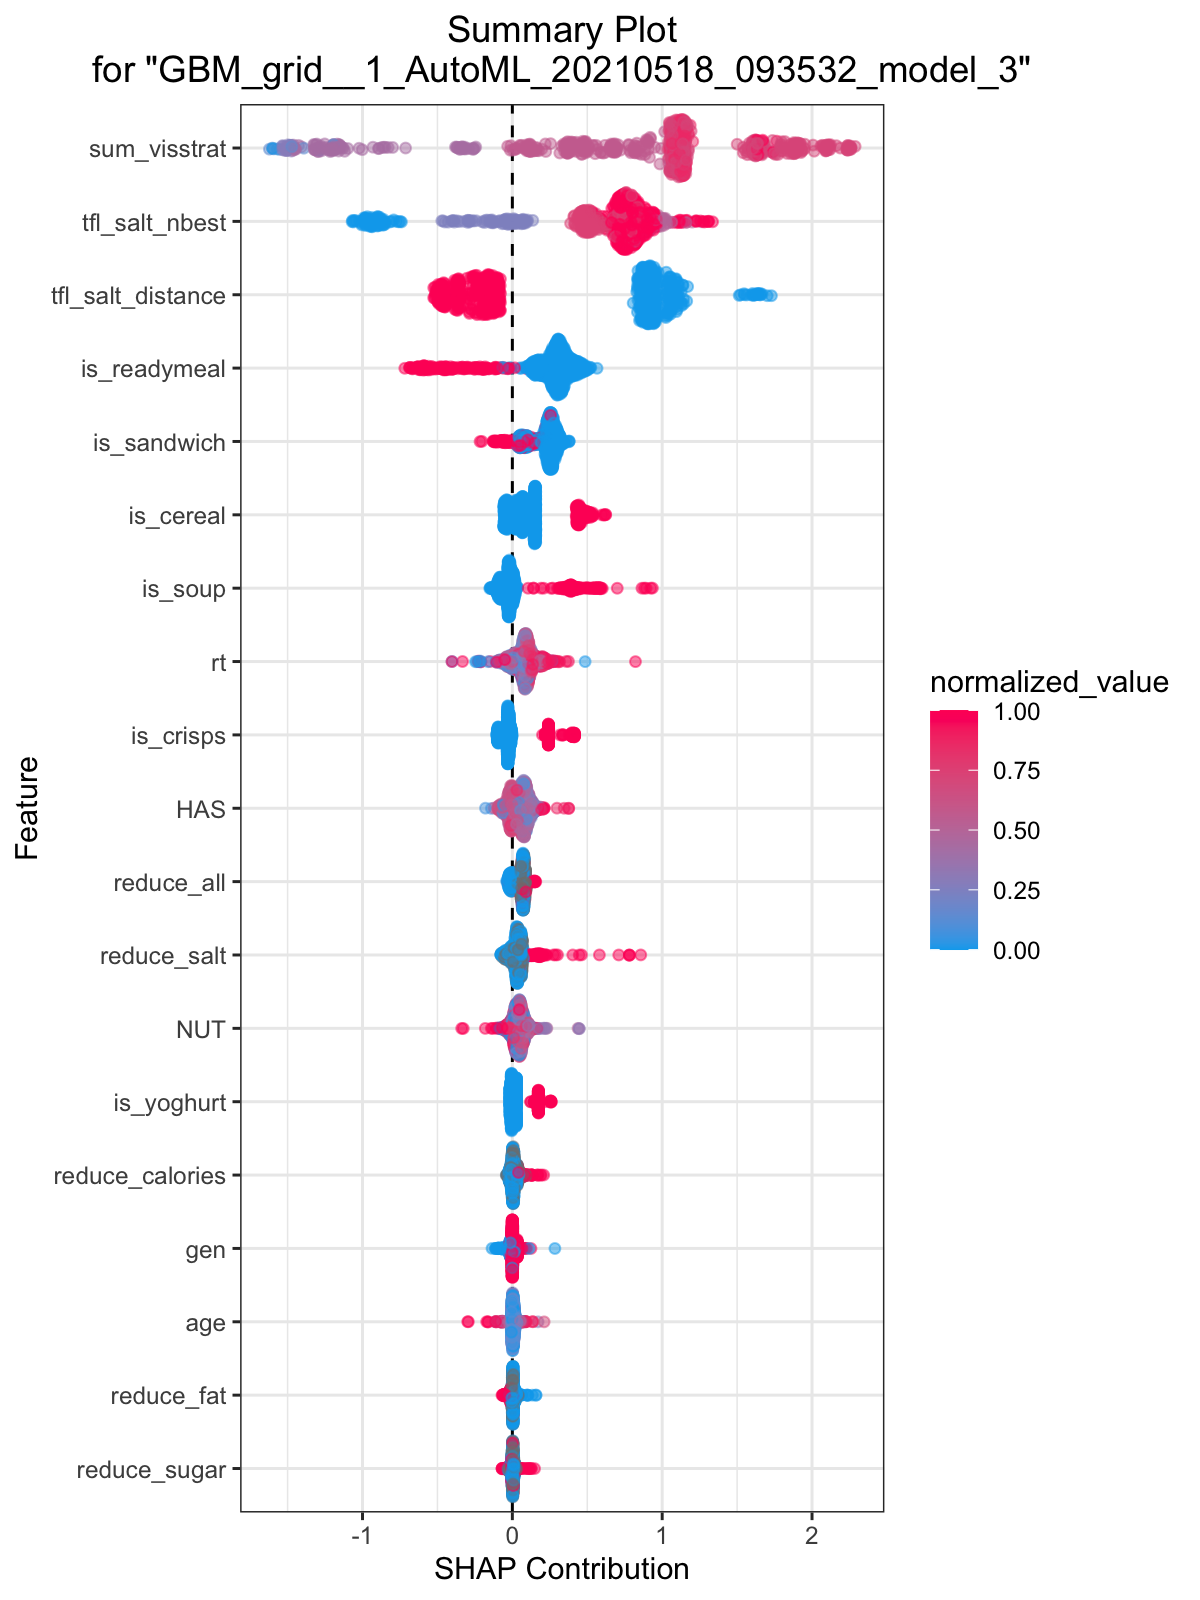 Summary Plot
for "GBM_grid__1_AutoML_20210518_093532_model_3"
Feature
sum_visstrat
tfl_salt_nbest
tfl_salt_distance
is_readymeal
is_sandwich
is_cereal
is_soup
rt
is_crisps
HAS
reduce_all
reduce_salt
NUT
is_yoghurt
reduce_calories
gen
age
reduce_fat
reduce_sugar
-1
0
1
2
SHAP Contribution
normalized_value
1.00
0.75
0.50
0.25
0.00